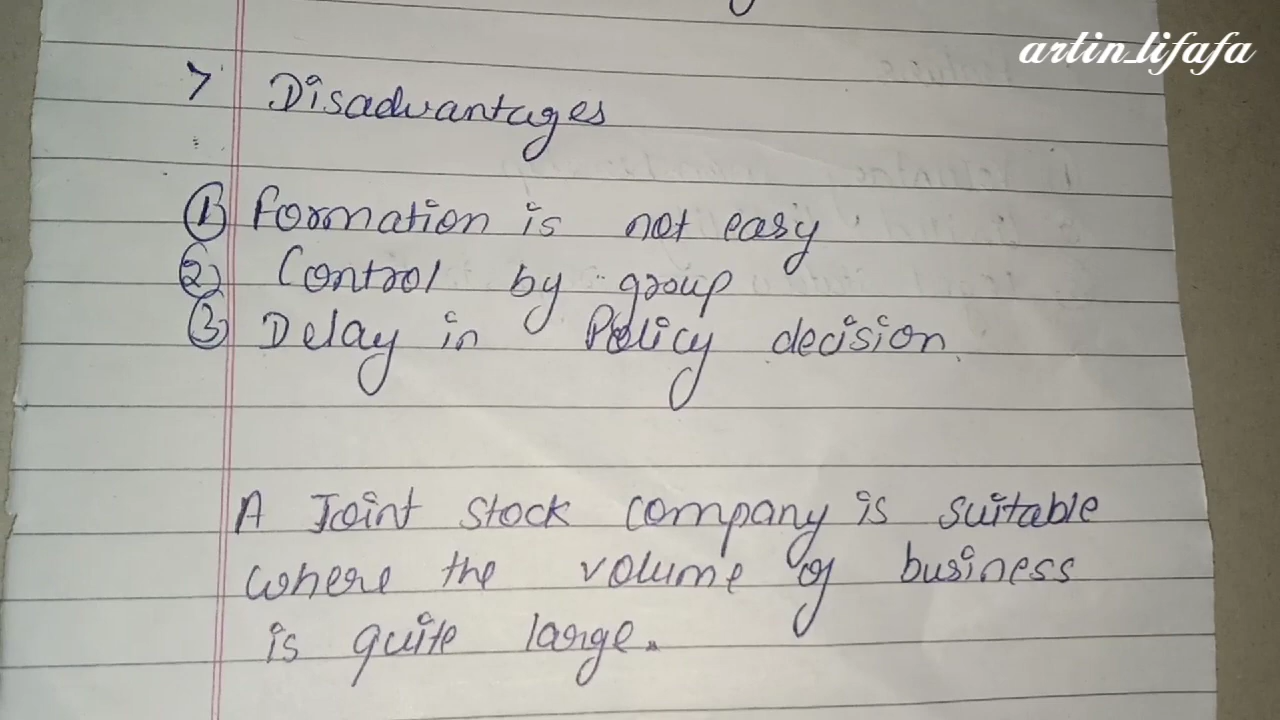 artin_lifafa
> Disadvantages
① Formation is not easy
② Control by group
③ Delay in Policy decision.
A Joint stock company is suitable
where the volume of business
is quite large.